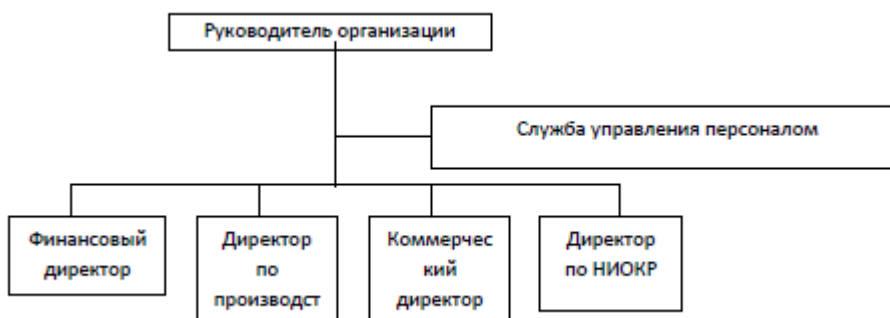 Руководитель организации
Служба управления персоналом
Финансовый
директор
Директор
по
производст
Коммерчес
кий
директор
Директор
по НИОКР